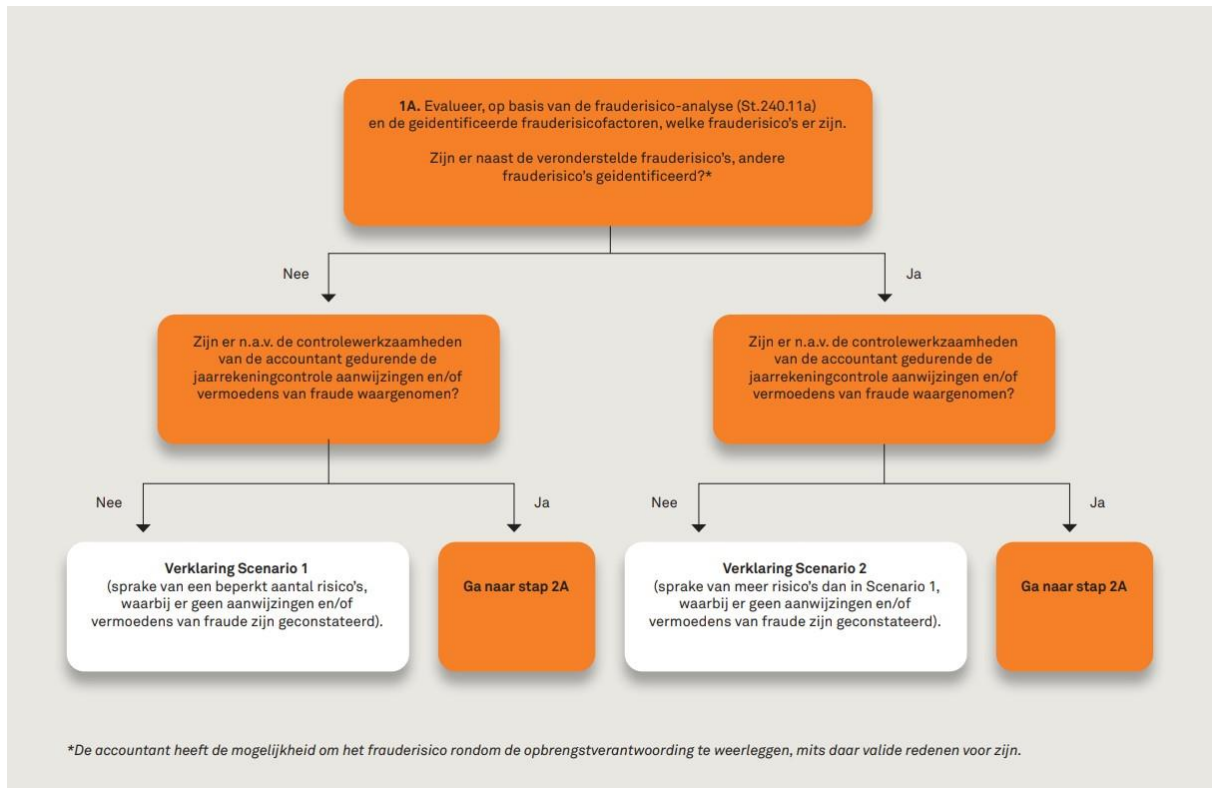 1A. Evalueer, op basis van de frauderisico-analyse (St.240.11a)
en de geidentificeerde frauderisicofactoren, welke frauderisico's er zijn.
Zijn er naast de veronderstelde frauderisico's, andere
frauderisico's geidentificeerd?*
Nee
Ja
Zijn er n.a.v. de controlewerkzaamheden
van de accountant gedurende de
jaarrekeningcontrole aanwijzingen en/of
vermoedens van fraude waargenomen?
Zijn er n.a.v. de controlewerkzaamheden
van de accountant gedurende de
jaarrekeningcontrole aanwijzingen en/of
vermoedens van fraude waargenomen?
Nee
Ja
Nee
Ja
Verklaring Scenario 1
(sprake van een beperkt aantal risico's,
waarbij er geen aanwijzingen en/of
vermoedens van fraude zijn geconstateerd).
Ga naar stap 2A
Verklaring Scenario 2
(sprake van meer risico's dan in Scenario 1,
waarbij er geen aanwijzingen en/of
vermoedens van fraude zijn geconstateerd).
Ga naar stap 2A
*De accountant heeft de mogelijkheid om het frauderisico rondom de opbrengstverantwoording te weerleggen, mits daar valide redenen voor zijn.